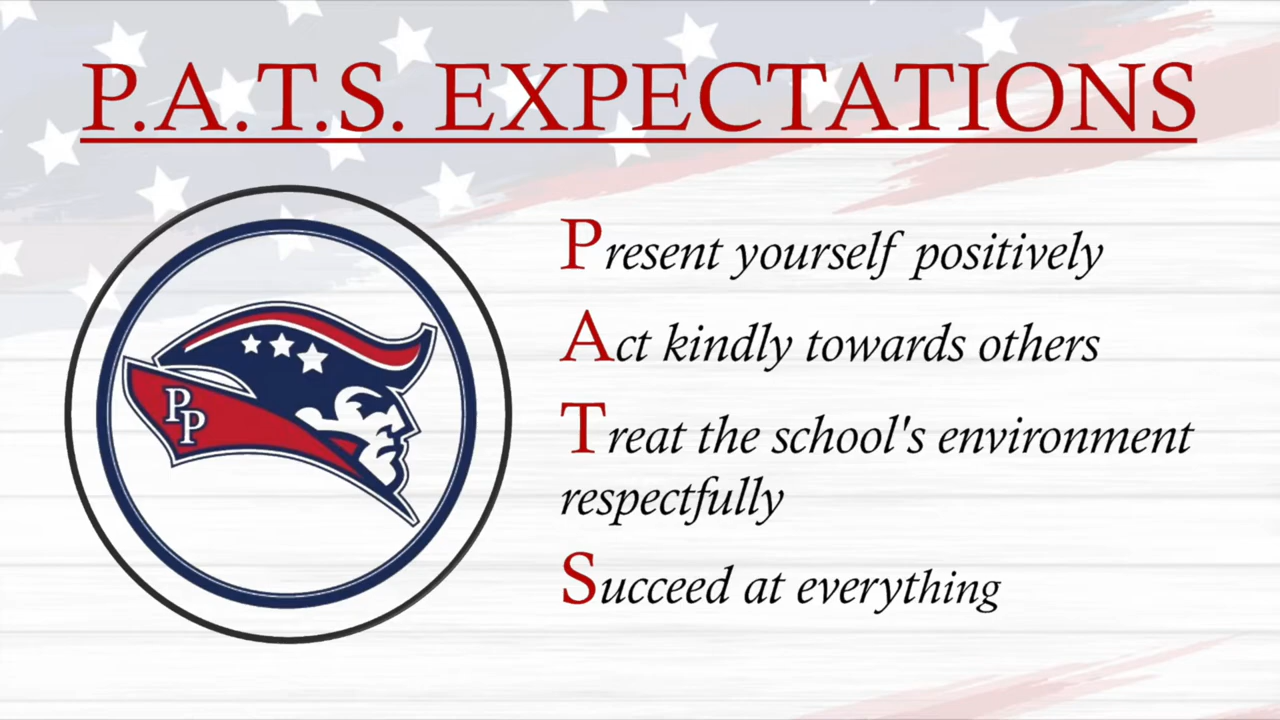 P.A.T.S. EXPECTATIONS
PP
Present yourself positively
Act kindly towards others
Treat the school's environment
respectfully
Succeed at everything